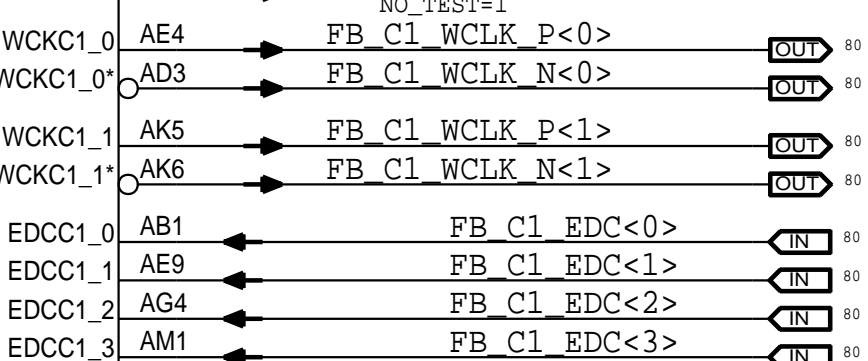 NO_TEST=1
WCKC1_0 AE4 FB_C1_WCLK_P<0> OUT 80
WCKC1_0* AD3 FB_C1_WCLK_N<0> OUT 80
WCKC1_1 AK5 FB_C1_WCLK_P<1> OUT 80
WCKC1_1* AK6 FB_C1_WCLK_N<1> OUT 80
EDCC1_0 AB1 FB_C1_EDC<0> IN 80
EDCC1_1 AE9 FB_C1_EDC<1> IN 80
EDCC1_2 AG4 FB_C1_EDC<2> IN 80
EDCC1_3 AM1 FB_C1_EDC<3> IN 80